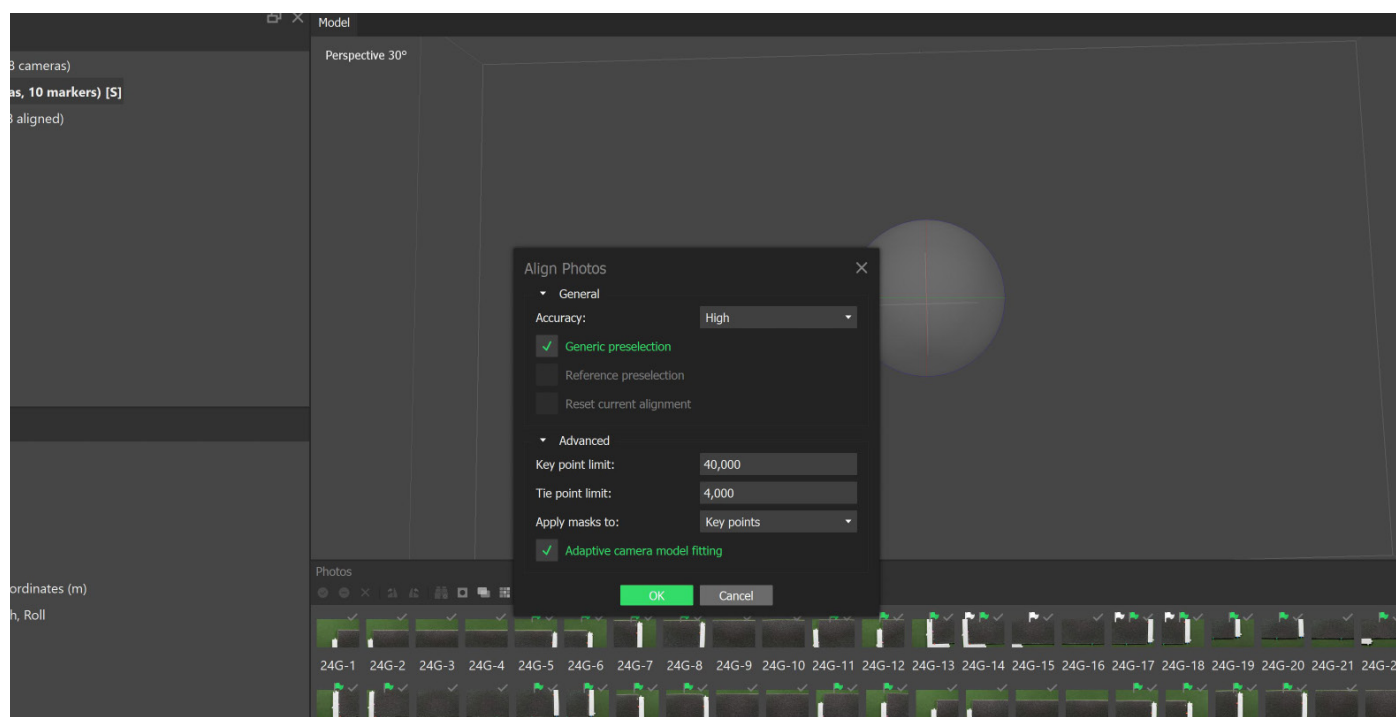 Model
3 cameras)
as, 10 markers) [S]
aligned)
Perspective 30°
Align Photos
General
Accuracy: High
Generic preselection
Reference preselection
Reset current alignment
Advanced
Key point limit: 40,000
Tie point limit: 4,000
Apply masks to: Key points
Adaptive camera model fitting
OK Cancel
ordinates (m)
h, Roll
Photos
24G-1 24G-2 24G-3 24G-4 24G-5 24G-6 24G-7 24G-8 24G-9 24G-10 24G-11 24G-12 24G-13 24G-14 24G-15 24G-16 24G-17 24G-18 24G-19 24G-20 24G-21 24G-2